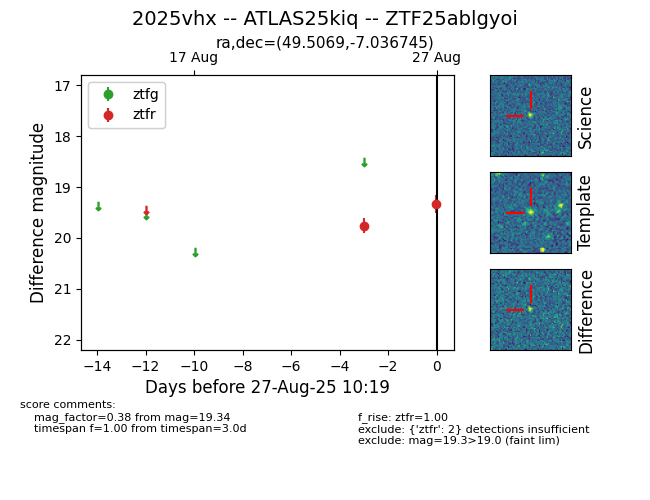 2025vhx -- ATLAS25kiq -- ZTF25ablgyoi
ra,dec=(49.5069,-7.036745)
17 Aug
27 Aug
ztfg
ztfr
17
18
19
20
21
22
Difference magnitude
−14
−12
−10
−8
−6
−4
−2
0
Days before 27-Aug-25 10:19
Science
Template
Difference
score comments:
mag_factor=0.38 from mag=19.34
timespan f=1.00 from timespan=3.0d
f_rise: ztfr=1.00
exclude: {'ztfr': 2} detections insufficient
exclude: mag=19.3>19.0 (faint lim)